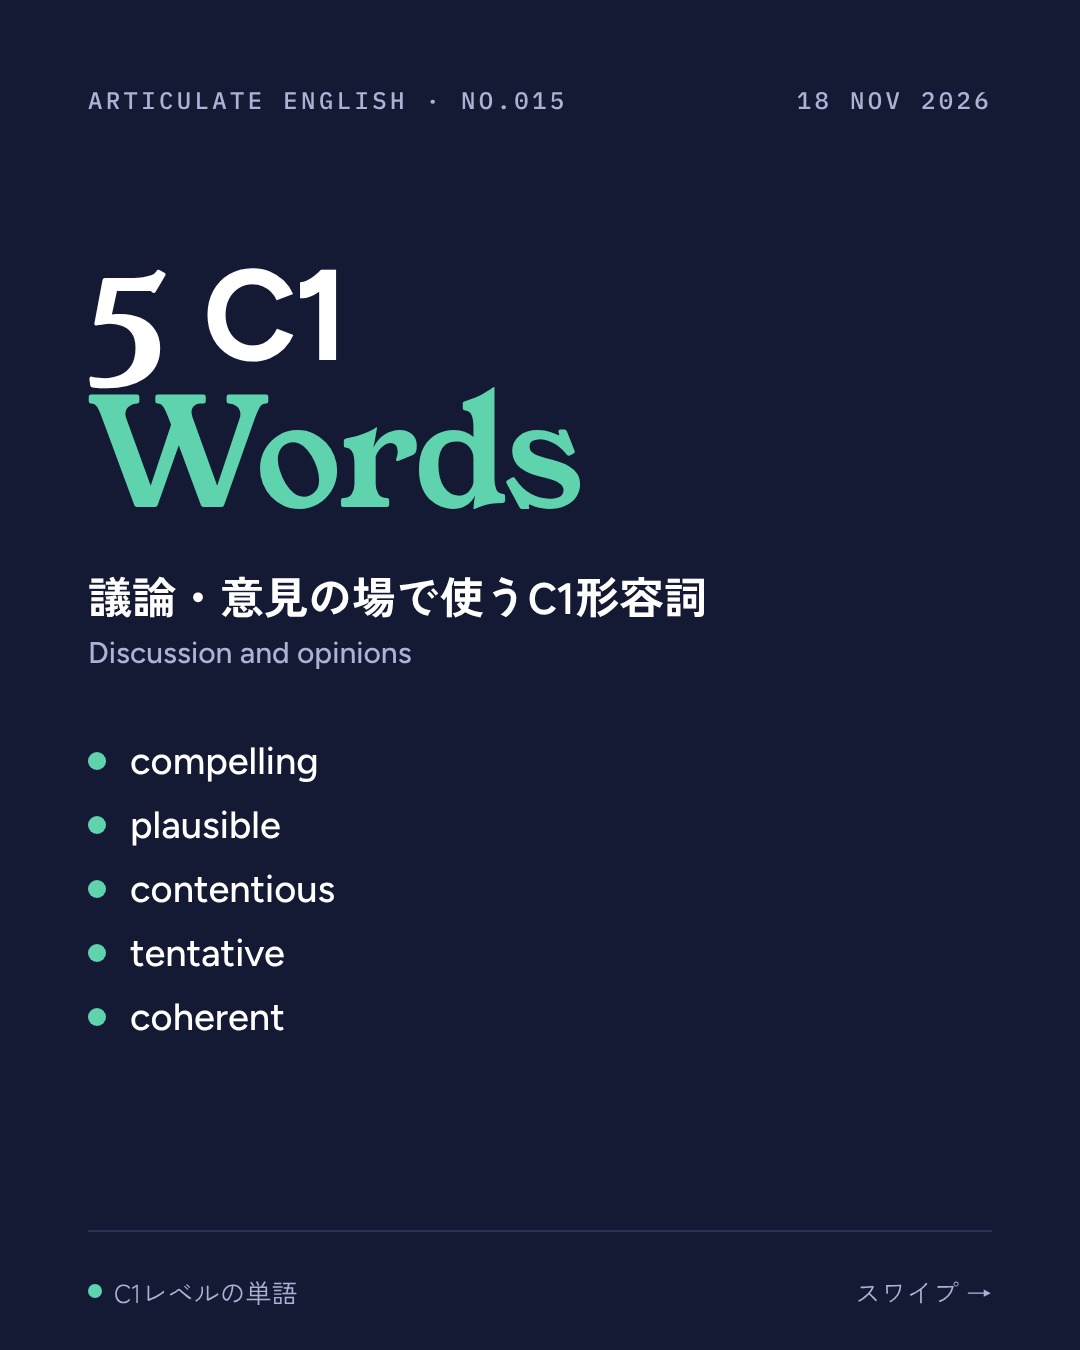 ARTICULATE ENGLISH · NO.015
18 NOV 2026
5 C1
Words
議論・意見の場で使うC1形容詞
Discussion and opinions
compelling
plausible
contentious
tentative
coherent
C1レベルの単語
スワイプ →